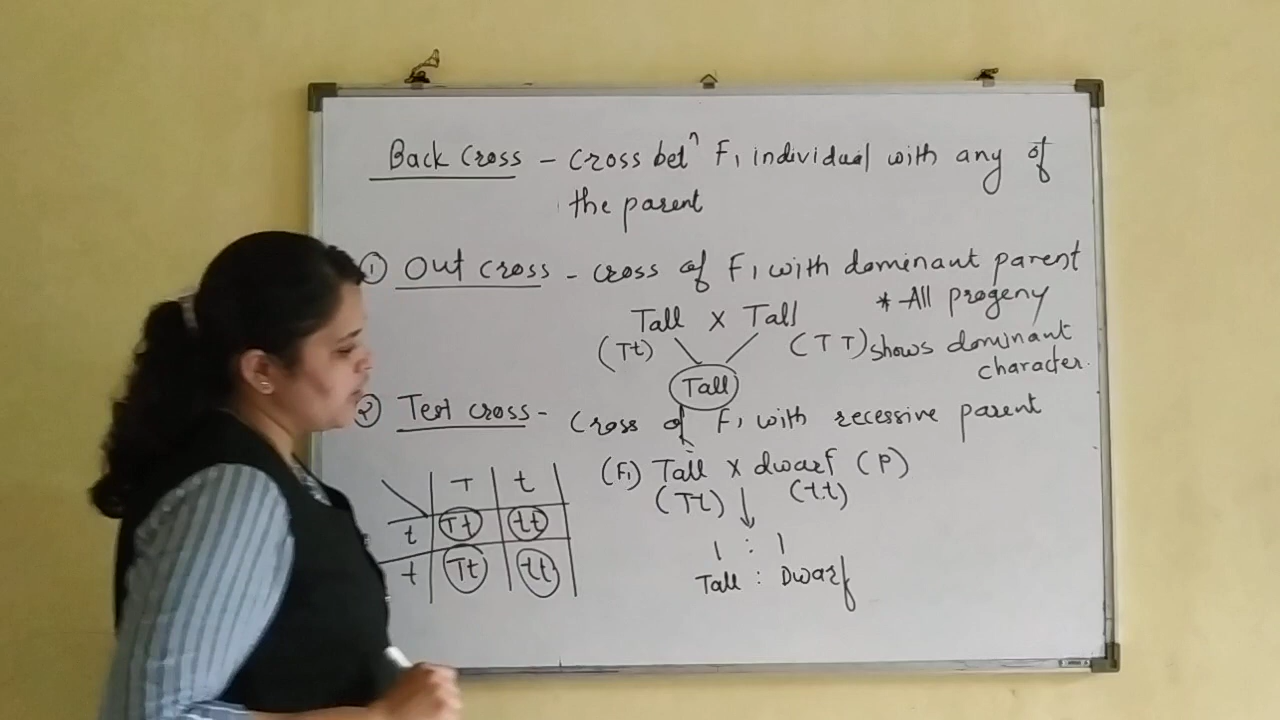 Back Cross - Cross betⁿ F₁ individual with any of
the parent
① Out cross - cross of F₁ with dominant parent
Tall X Tall * All progeny
(Tt) (TT) shows dominant
character.
Tall
② Test cross - Cross of F₁ with recessive parent
(F₁) Tall X dwarf (P)
(Tt) (tt)
1 : 1
Tall : Dwarf
T t
t Tt tt
t Tt tt